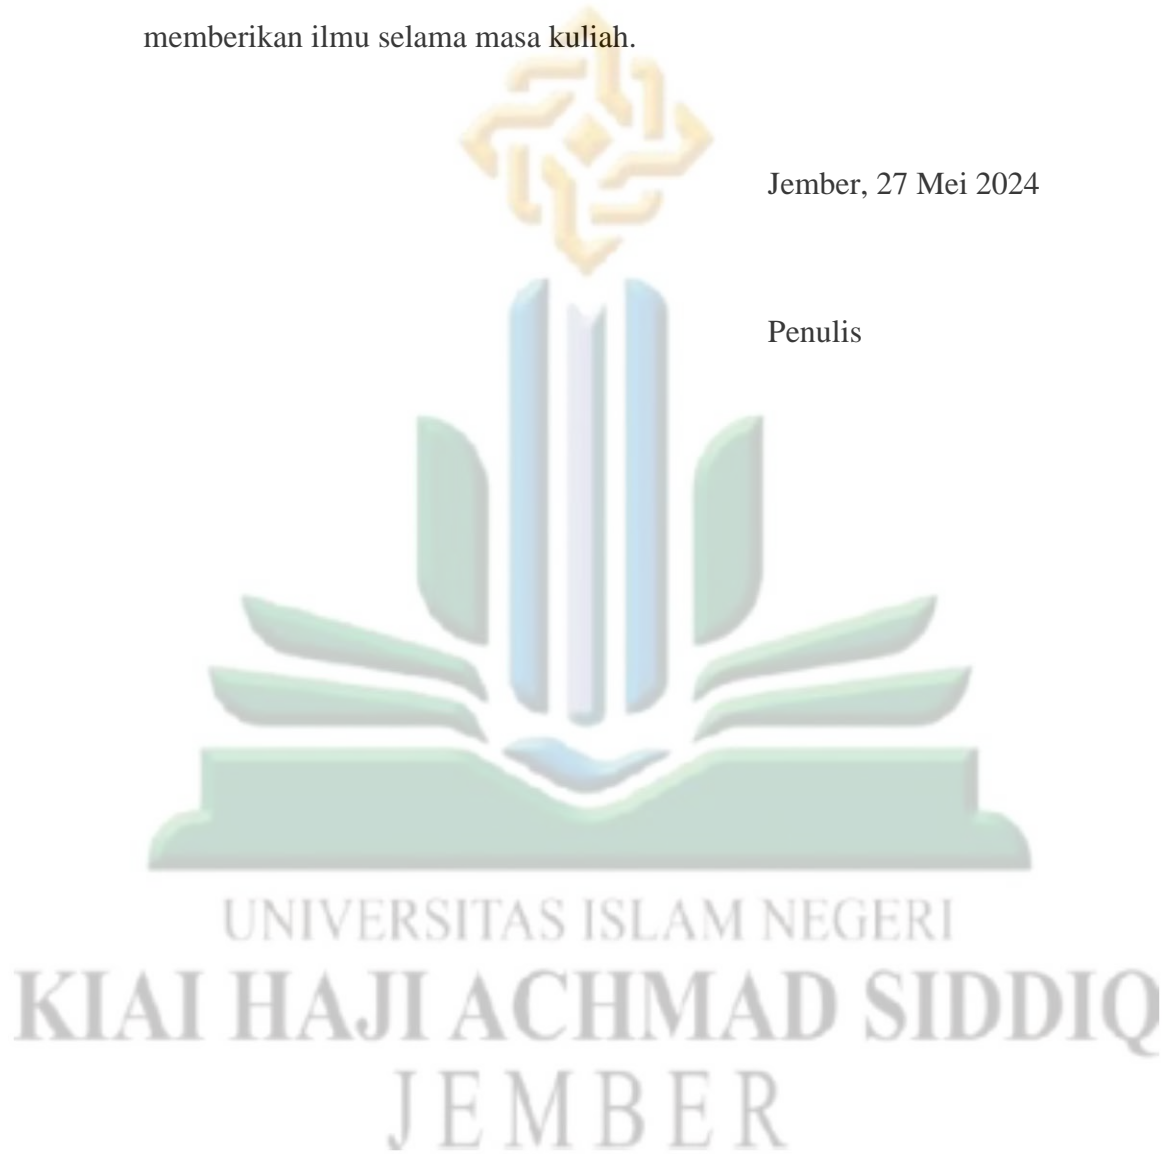 memberikan ilmu selama masa kuliah.
Jember, 27 Mei 2024
Penulis
UNIVERSITAS ISLAM NEGERI
KIAI HAJI ACHMAD SIDDIQ
JEMBER